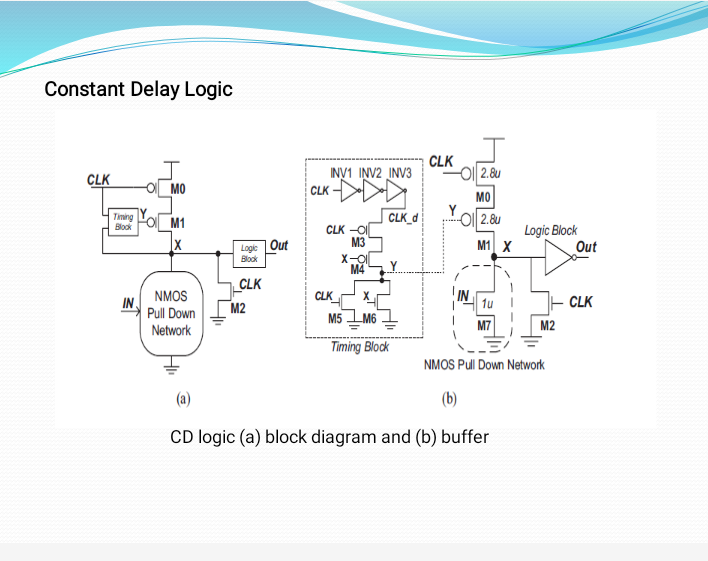 Constant Delay Logic
CLK
M0
Timing
Block
Y
M1
X
Logic
Block
Out
CLK
M2
IN
NMOS
Pull Down
Network
(a)
INV1 INV2 INV3
CLK
CLK_d
CLK
M3
X
M4
Y
CLK
X
M5
M6
Timing Block
CLK
2.8u
M0
Y
2.8u
M1
X
Logic Block
Out
IN
1u
M7
CLK
M2
NMOS Pull Down Network
(b)
CD logic (a) block diagram and (b) buffer